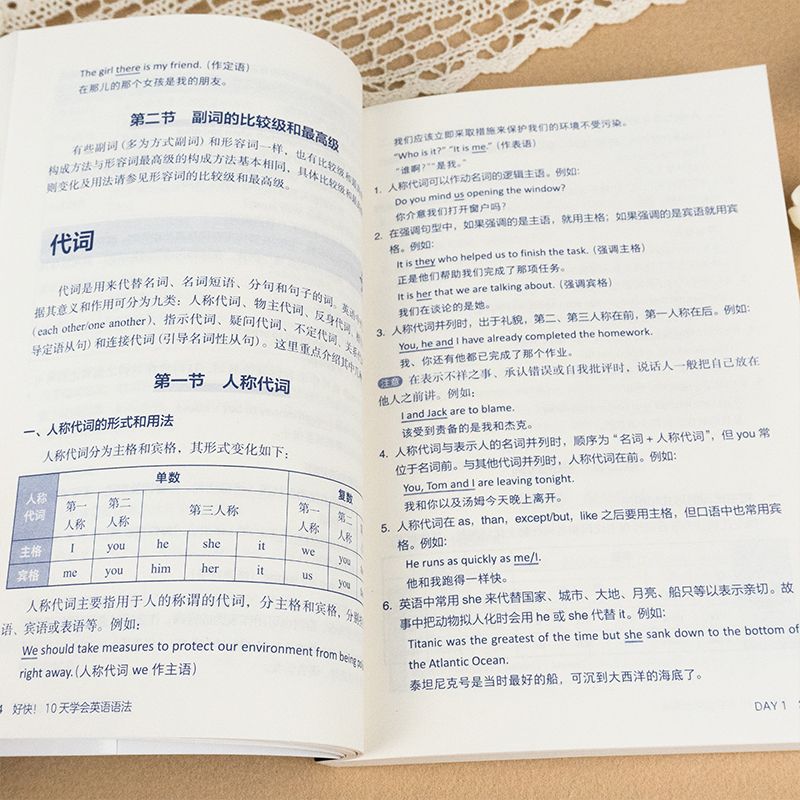 The girl there is my friend. (作定语)
在那儿的那个女孩是我的朋友。
第二节 副词的比较级和最高级
有些副词(多为方式副词)和形容词一样，也有比较级和最高
构成方法与形容词最高级的构成方法基本相同，具体比较级和最高
则变化及用法请参见形容词的比较级和最高级。
代词
代词是用来代替名词、名词短语、分句和句子的词。英语
据其意义和作用可分为九类：人称代词、物主代词、反身代词、
(each other/one another)、指示代词、疑问代词、不定代词、关系
导定语从句)和连接代词(引导名词性从句)。这里重点介绍其中几
第一节 人称代词
一、人称代词的形式和用法
人称代词分为主格和宾格，其形式变化如下：
人称代词 单数 复数
第一人称 第二人称 第三人称 第一人称 第二
主格 I you he she it we you
宾格 me you him her it us you
人称代词主要指用于人的称谓的代词，分主格和宾格，分别
语、宾语或表语等。例如：
We should take measures to protect our environment from being
right away. (人称代词 we 作主语)
4 好快！10 天学会英语语法
我们应该立即采取措施来保护我们的环境不受污染。
“Who is it?” “It is me.” (作表语)
“谁啊？”“是我。”
1. 人称代词可以作动名词的逻辑主语。例如：
Do you mind us opening the window?
你介意我们打开窗户吗？
2. 在强调句型中，如果强调的是主语，就用主格；如果强调的是宾语就用宾
格。例如：
It is they who helped us to finish the task. (强调主格)
正是他们帮助我们完成了那项任务。
It is her that we are talking about. (强调宾格)
我们在谈论的是她。
3. 人称代词并列时，出于礼貌，第二、第三人称在前，第一人称在后。例如：
You, he and I have already completed the homework.
我、你还有他都已完成了那个作业。
注意 在表示不祥之事、承认错误或自我批评时，说话人一般把自己放在
他人之前讲。例如：
I and Jack are to blame.
该受到责备的是我和杰克。
4. 人称代词与表示人的名词并列时，顺序为“名词 + 人称代词”，但 you 常
位于名词前。与其他代词并列时，人称代词在前。例如：
You, Tom and I are leaving tonight.
我和你以及汤姆今天晚上离开。
5. 人称代词在 as, than, except/but, like 之后要用主格，但口语中也常用宾
格。例如：
He runs as quickly as me/I.
他和我跑得一样快。
6. 英语中常用 she 来代替国家、城市、大地、月亮、船只等以表示亲切。故
事中把动物拟人化时会用 he 或 she 代替 it。例如：
Titanic was the greatest of the time but she sank down to the bottom of
the Atlantic Ocean.
泰坦尼克号是当时最好的船，可沉到大西洋的海底了。
DAY 1